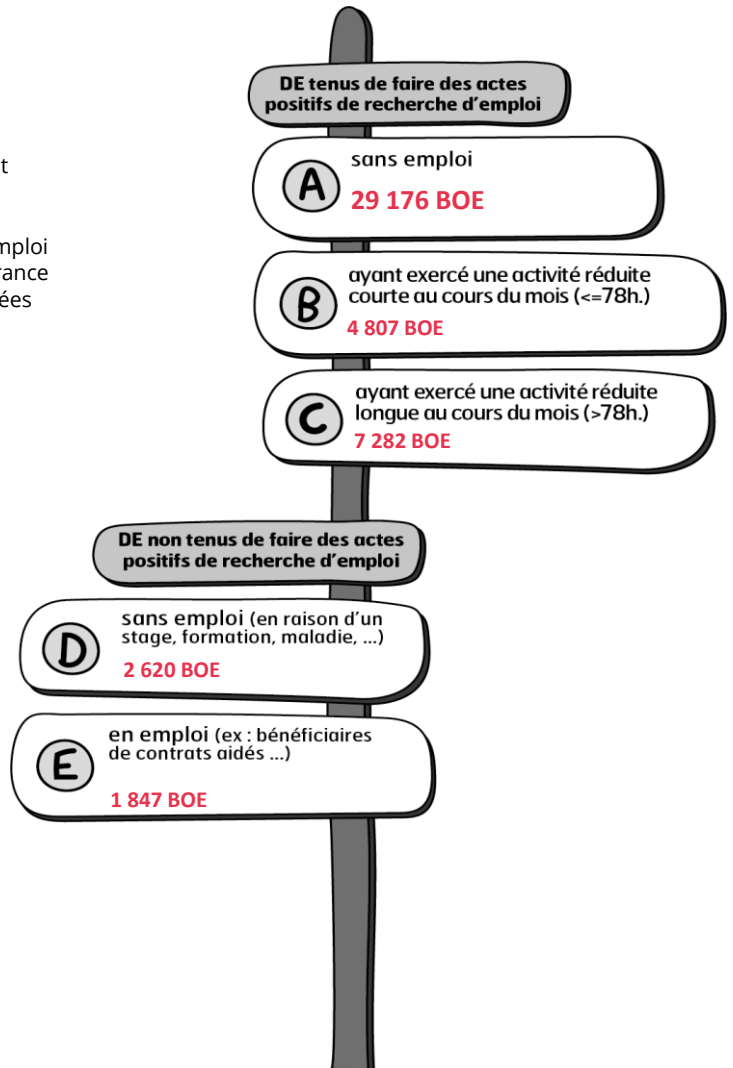 DE tenus de faire des actes
positifs de recherche d'emploi
A
sans emploi
29 176 BOE
B
ayant exercé une activité réduite
courte au cours du mois (<=78h.)
4 807 BOE
C
ayant exercé une activité réduite
longue au cours du mois (>78h.)
7 282 BOE
DE non tenus de faire des actes
positifs de recherche d'emploi
D
sans emploi (en raison d'un
stage, formation, maladie, ...)
2 620 BOE
E
en emploi (ex : bénéficiaires
de contrats aidés ...)
1 847 BOE